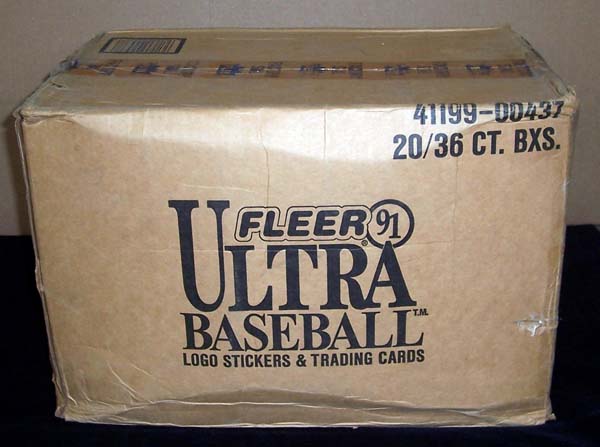 41199-00437
20/36 CT. BXS.
FLEER 91
ULTRA
BASEBALL T.M.
LOGO STICKERS & TRADING CARDS